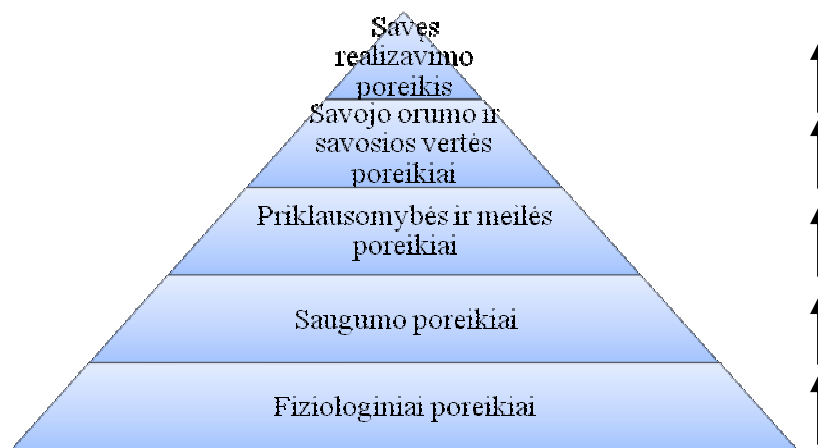 Savęs
realizavimo
poreikis
Savojo orumo ir
savosios vertės
poreikiai
Priklausomybės ir meilės
poreikiai
Saugumo poreikiai
Fiziologiniai poreikiai